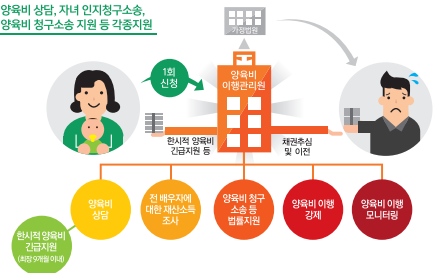 양육비 상담, 자녀 인지청구소송,
양육비 청구소송 지원 등 각종지원
가정법원
1회
신청
양육비
이행관리원
한시적 양육비
긴급지원 등
채권추심
및 이전
양육비
상담
전 배우자에
대한 재산소득
조사
양육비 청구
소송 등
법률지원
양육비 이행
강제
양육비 이행
모니터링
한시적 양육비
긴급지원
(최장 9개월 이내)